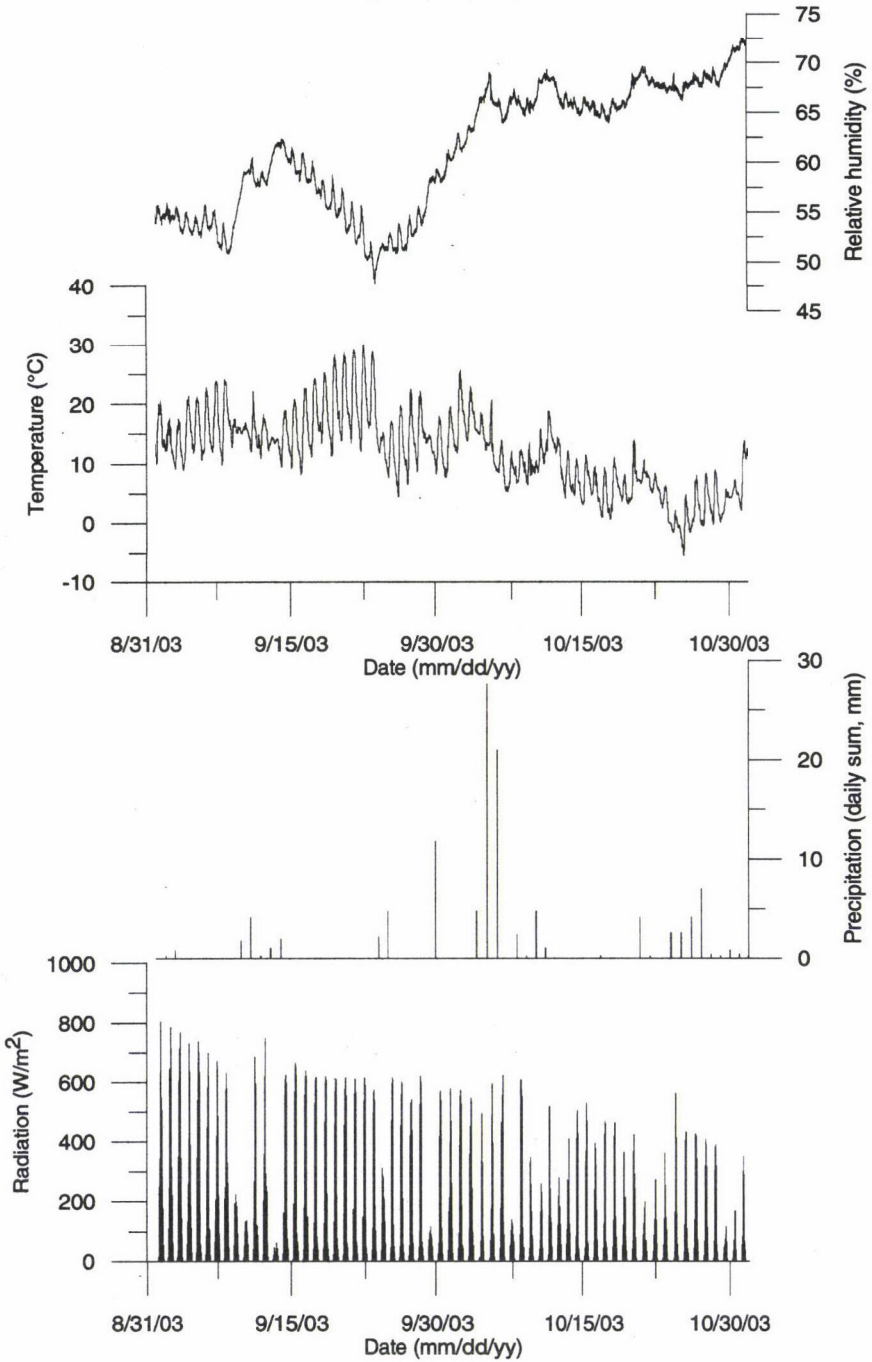 75
70
65
60
55
50
45
Relative humidity (%)
40
30
20
10
0
-10
Temperature (°C)
8/31/03 9/15/03 9/30/03 10/15/03 10/30/03
Date (mm/dd/yy)
30
20
10
0
Precipitation (daily sum, mm)
1000
800
600
400
200
0
Radiation (W/m²)
8/31/03 9/15/03 9/30/03 10/15/03 10/30/03
Date (mm/dd/yy)